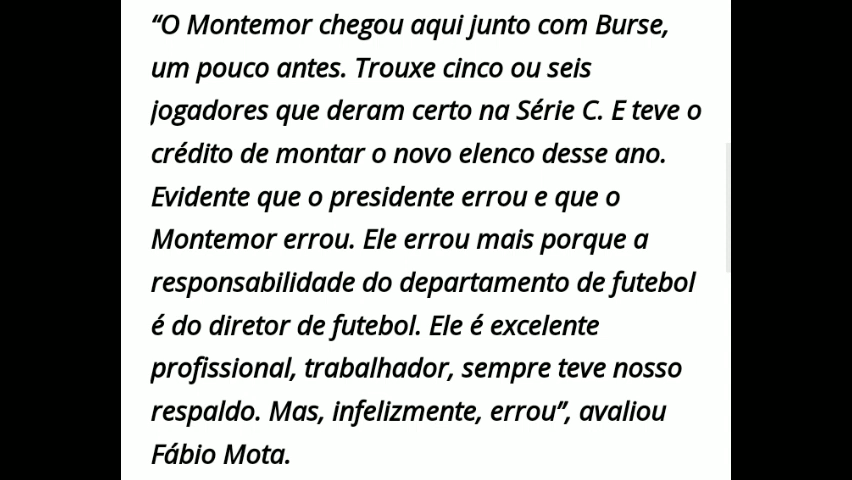 “O Montemor chegou aqui junto com Burse,
um pouco antes. Trouxe cinco ou seis
jogadores que deram certo na Série C. E teve o
crédito de montar o novo elenco desse ano.
Evidente que o presidente errou e que o
Montemor errou. Ele errou mais porque a
responsabilidade do departamento de futebol
é do diretor de futebol. Ele é excelente
profissional, trabalhador, sempre teve nosso
respaldo. Mas, infelizmente, errou”, avaliou
Fábio Mota.